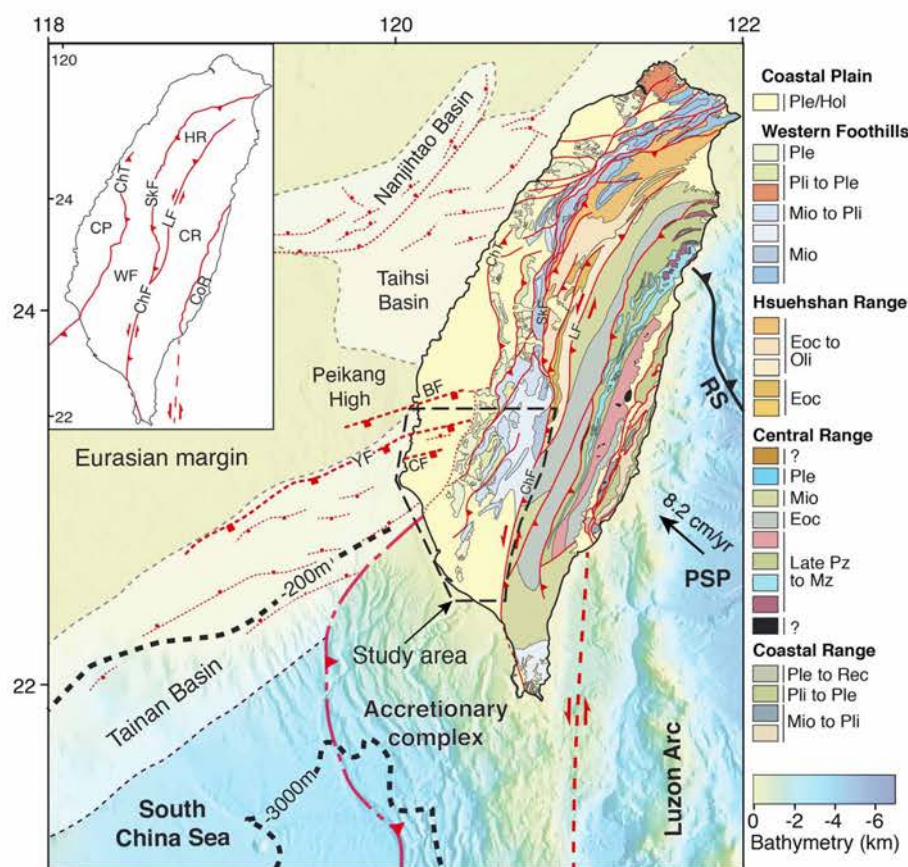 118
120
122
120
24
22
HR
ChT
SkF
LF
CP
CR
WF
ChF
CoR
24
22
Nanjihtao Basin
Taihsi
Basin
Peikang
High
Eurasian margin
BF
YF
CF
ChT
SkF
LF
ChF
RS
8.2 cm/yr
PSP
-200m
Study area
Tainan Basin
Accretionary
complex
-3000m
South
China Sea
Luzon Arc
Coastal Plain
Ple/Hol
Western Foothills
Ple
Pli to Ple
Mio to Pli
Mio
Hsuehshan Range
Eoc to
Oli
Eoc
Central Range
?
Ple
Mio
Eoc
Late Pz
to Mz
?
Coastal Range
Ple to Rec
Pli to Ple
Mio to Pli
0 -2 -4 -6
Bathymetry (km)